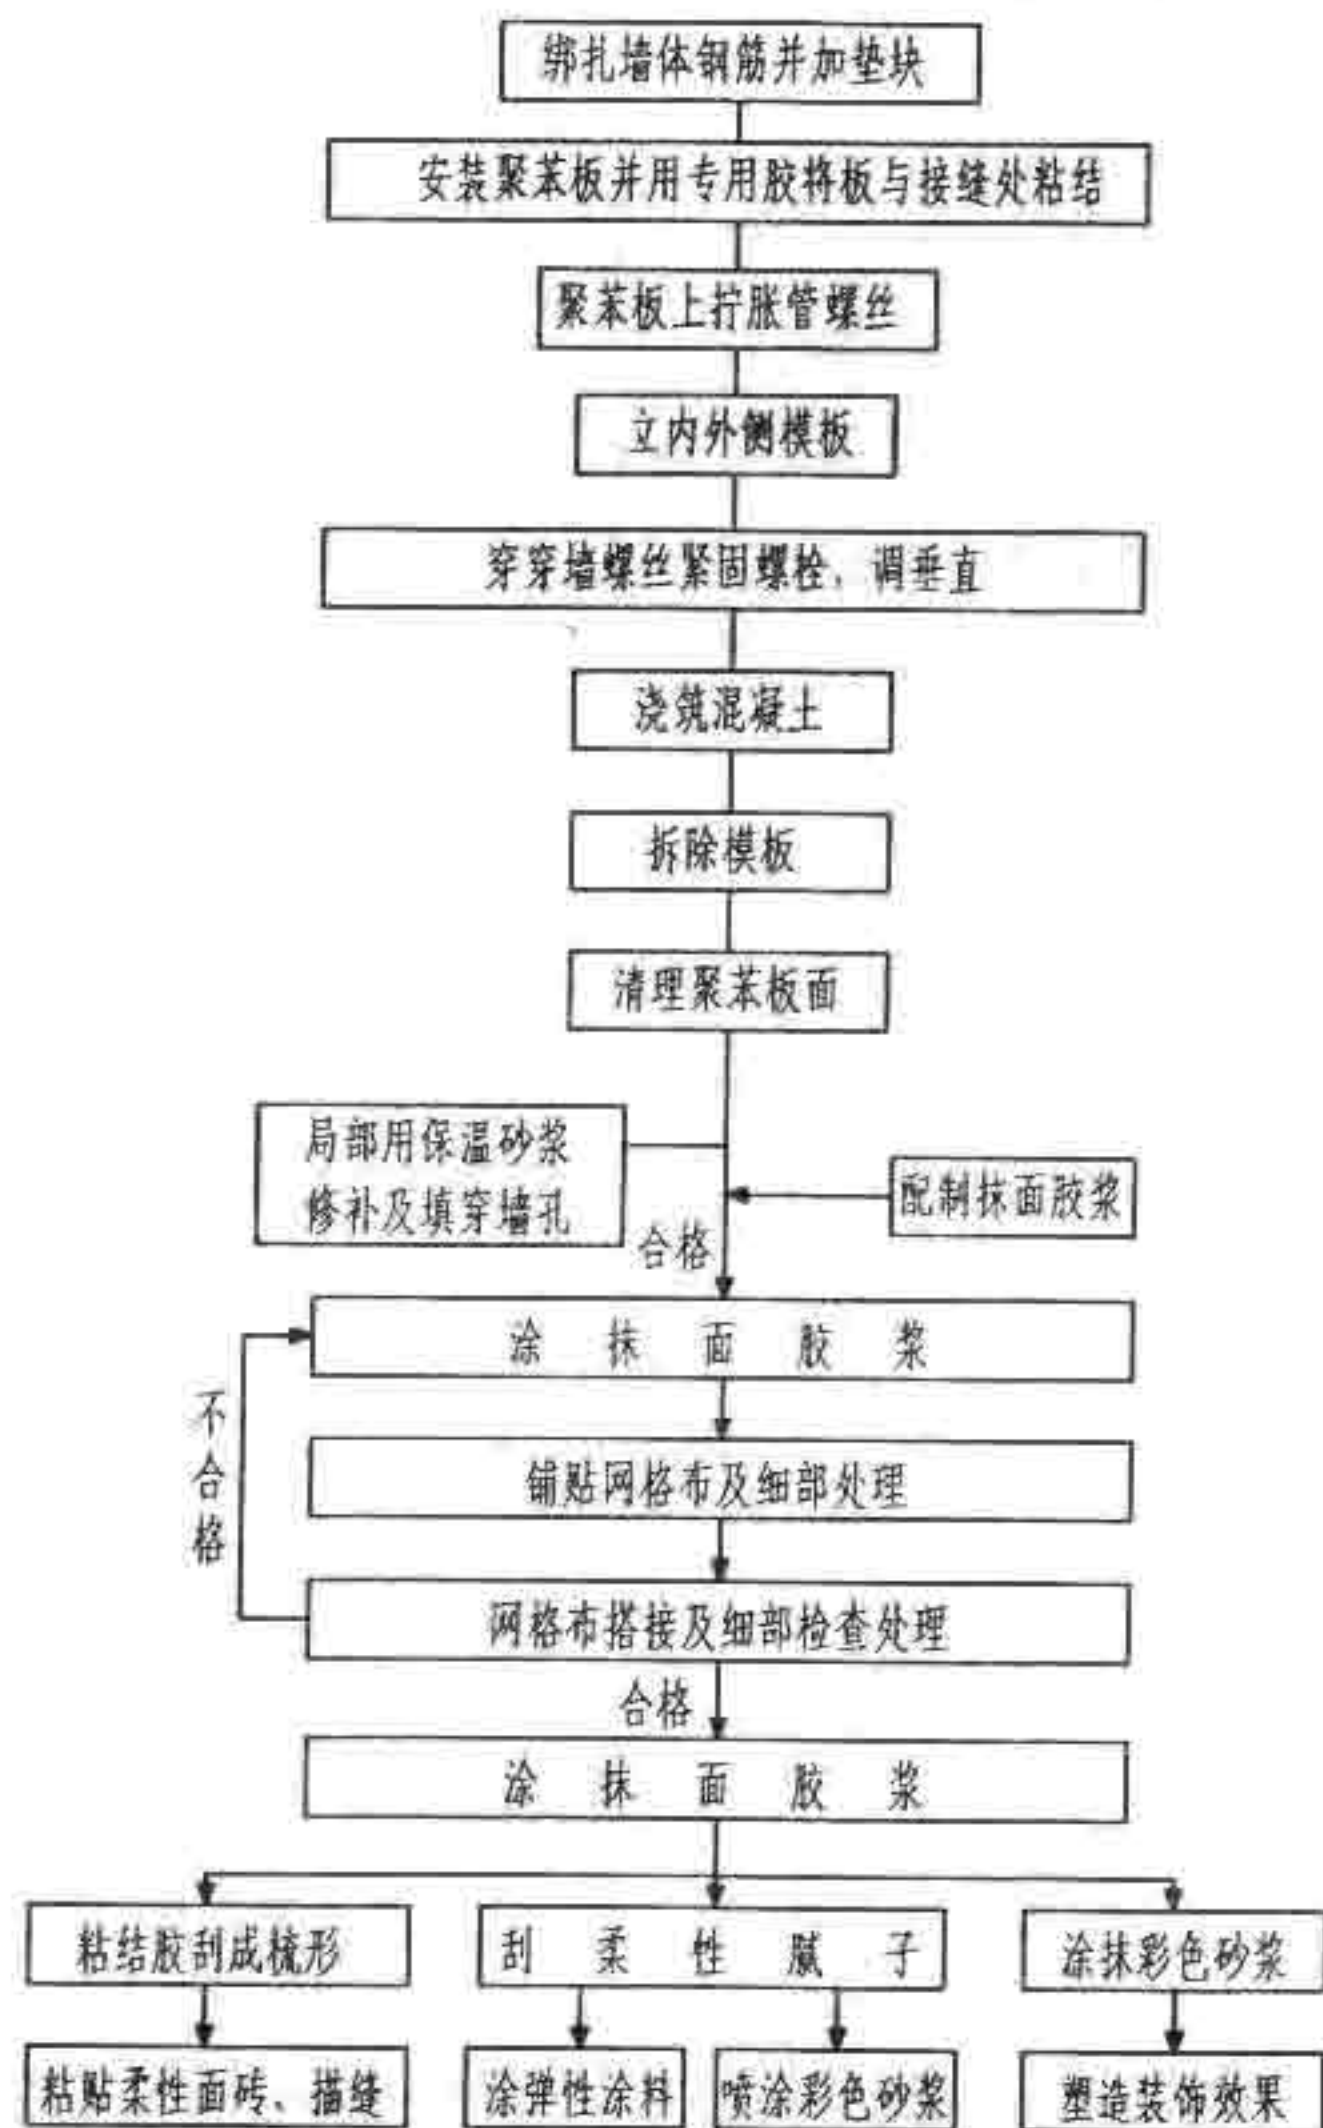 绑扎墙体钢筋并加垫块
安装聚苯板并用专用胶将板与接缝处粘结
聚苯板上拧胀管螺丝
立内外侧模板
穿穿墙螺丝紧固螺栓、调垂直
浇筑混凝土
拆除模板
清理聚苯板面
局部用保温砂浆
修补及填穿墙孔
配制抹面胶浆
合格
涂抹面胶浆
不合格
铺贴网格布及细部处理
网格布搭接及细部检查处理
合格
涂抹面胶浆
粘结胶刮成梳形
刮柔性腻子
涂抹彩色砂浆
粘贴柔性面砖、描缝
涂弹性涂料
喷涂彩色砂浆
塑造装饰效果